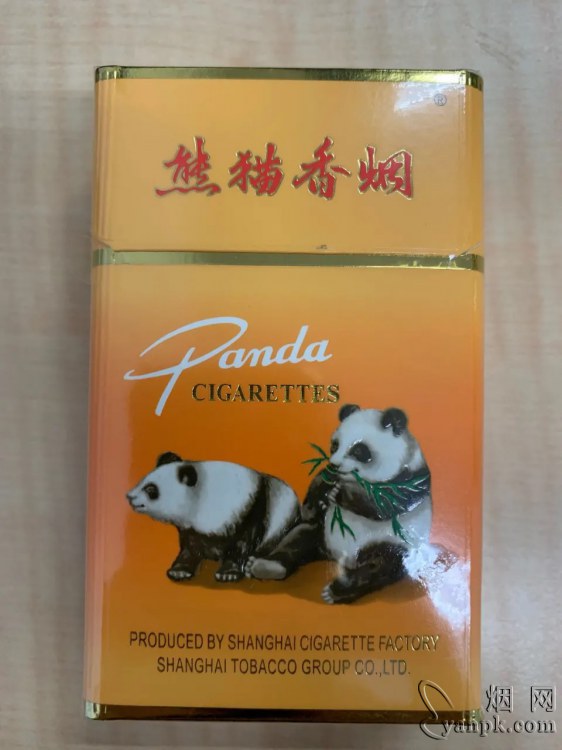 ®
熊猫香烟
Panda
CIGARETTES
PRODUCED BY SHANGHAI CIGARETTE FACTORY
SHANGHAI TOBACCO GROUP CO.,LTD.
烟网
yanpk.com